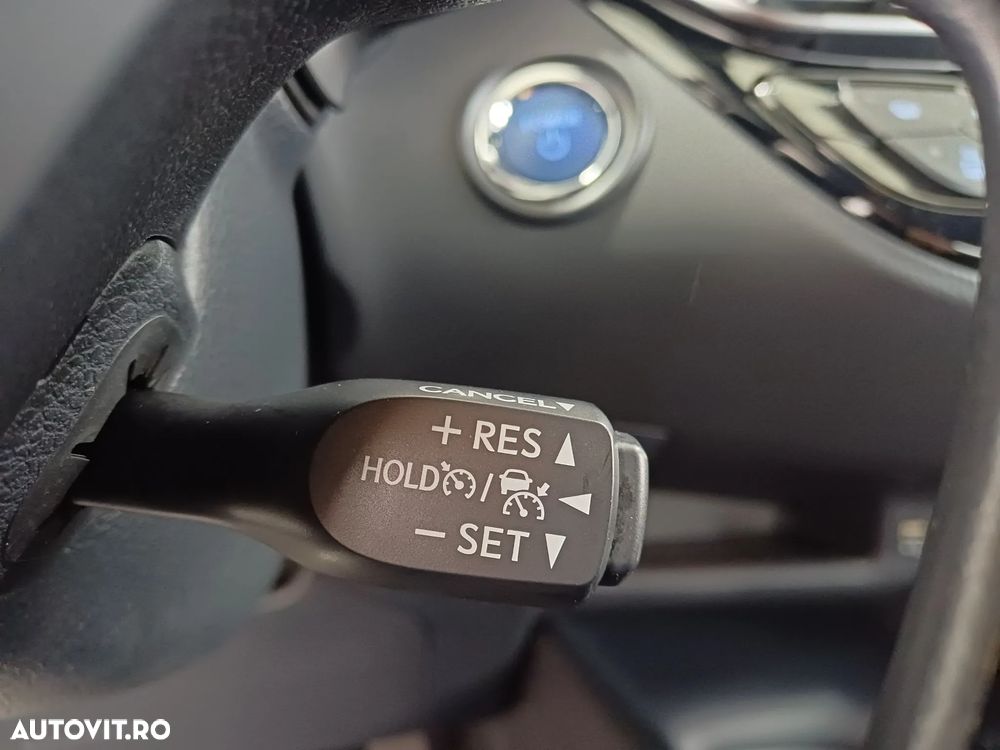 CANCEL
+ RES
HOLD /
− SET
AUTOVIT.RO